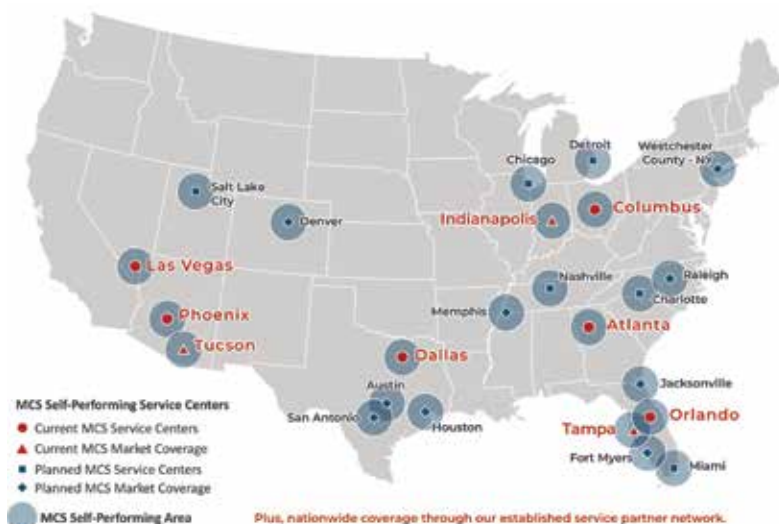 Detroit
Westchester
County - NY
Chicago
Salt Lake
City
Indianapolis
Columbus
Denver
Las Vegas
Nashville
Raleigh
Charlotte
Memphis
Phoenix
Atlanta
Tucson
Dallas
Austin
Jacksonville
San Antonio
Houston
Orlando
Tampa
Fort Myers
Miami
MCS Self-Performing Service Centers
Current MCS Service Centers
Current MCS Market Coverage
Planned MCS Service Centers
Planned MCS Market Coverage
MCS Self-Performing Area
Plus, nationwide coverage through our established service partner network.